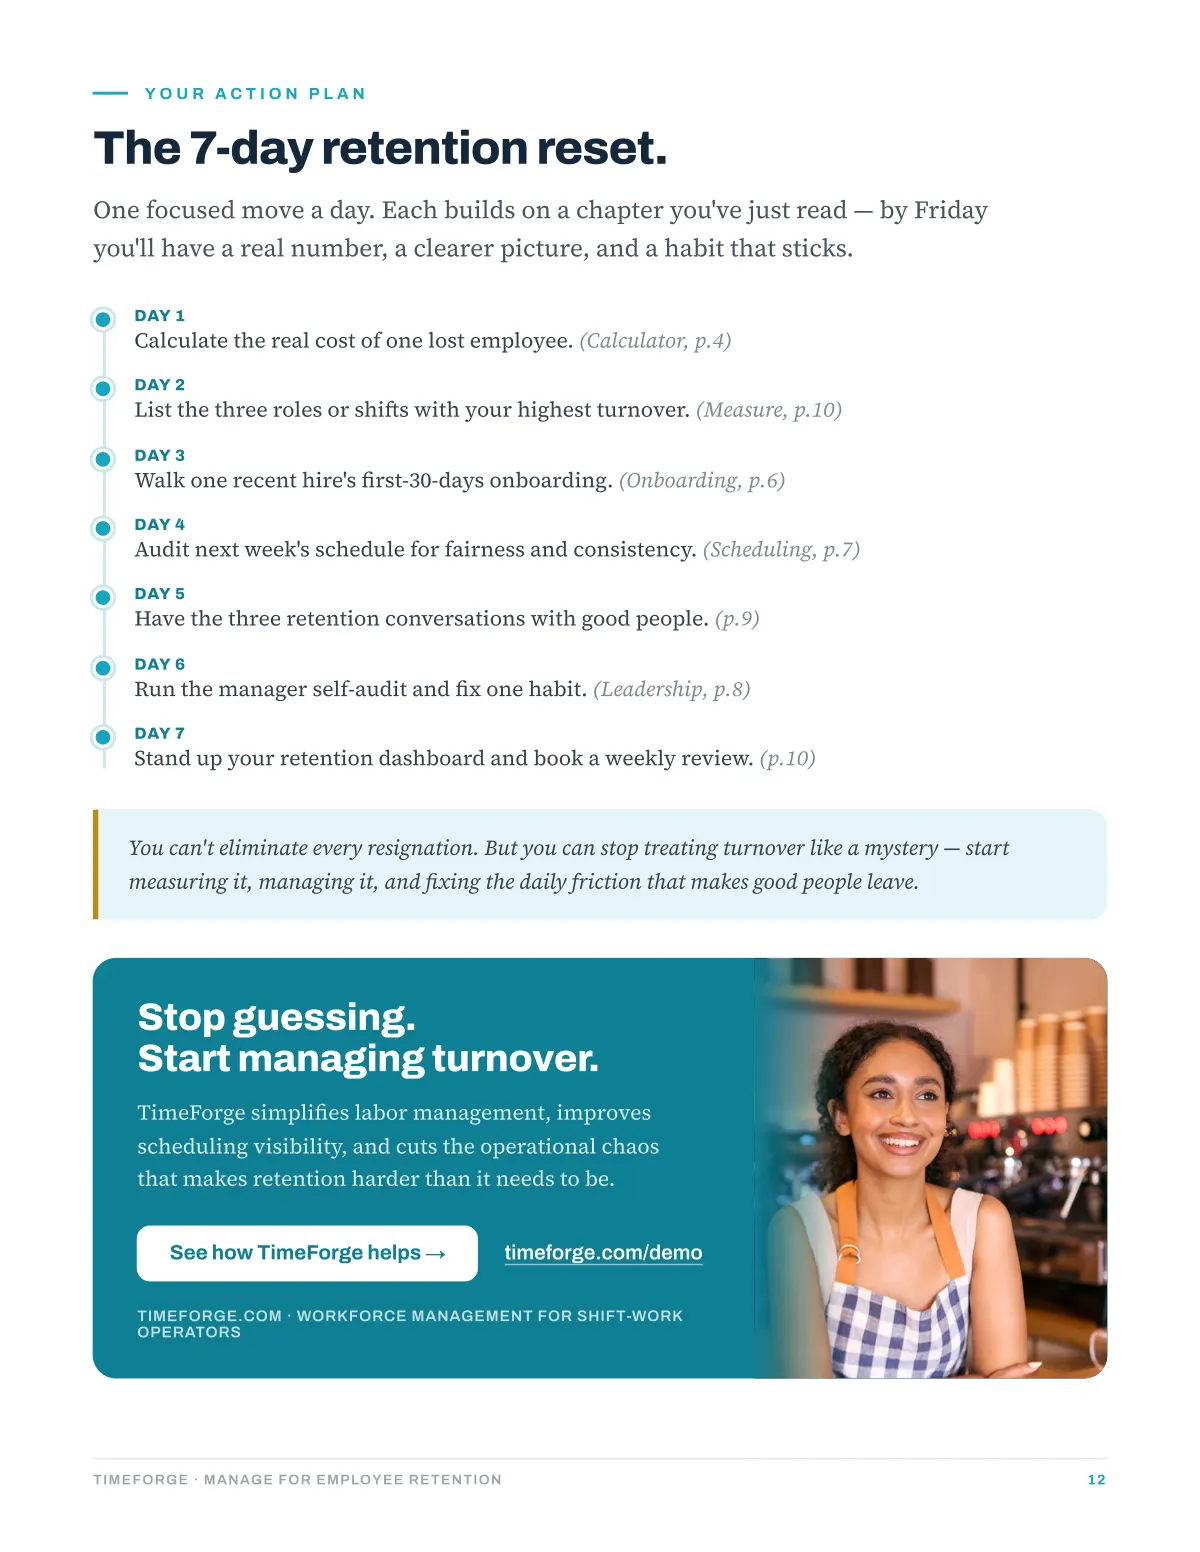 YOUR ACTION PLAN
The 7-day retention reset.
One focused move a day. Each builds on a chapter you've just read — by Friday
you'll have a real number, a clearer picture, and a habit that sticks.
DAY 1
Calculate the real cost of one lost employee. (Calculator, p.4)
DAY 2
List the three roles or shifts with your highest turnover. (Measure, p.10)
DAY 3
Walk one recent hire's first-30-days onboarding. (Onboarding, p.6)
DAY 4
Audit next week's schedule for fairness and consistency. (Scheduling, p.7)
DAY 5
Have the three retention conversations with good people. (p.9)
DAY 6
Run the manager self-audit and fix one habit. (Leadership, p.8)
DAY 7
Stand up your retention dashboard and book a weekly review. (p.10)
You can't eliminate every resignation. But you can stop treating turnover like a mystery — start
measuring it, managing it, and fixing the daily friction that makes good people leave.
Stop guessing.
Start managing turnover.
TimeForge simplifies labor management, improves
scheduling visibility, and cuts the operational chaos
that makes retention harder than it needs to be.
See how TimeForge helps →
timeforge.com/demo
TIMEFORGE.COM · WORKFORCE MANAGEMENT FOR SHIFT-WORK
OPERATORS
TIMEFORGE · MANAGE FOR EMPLOYEE RETENTION
12